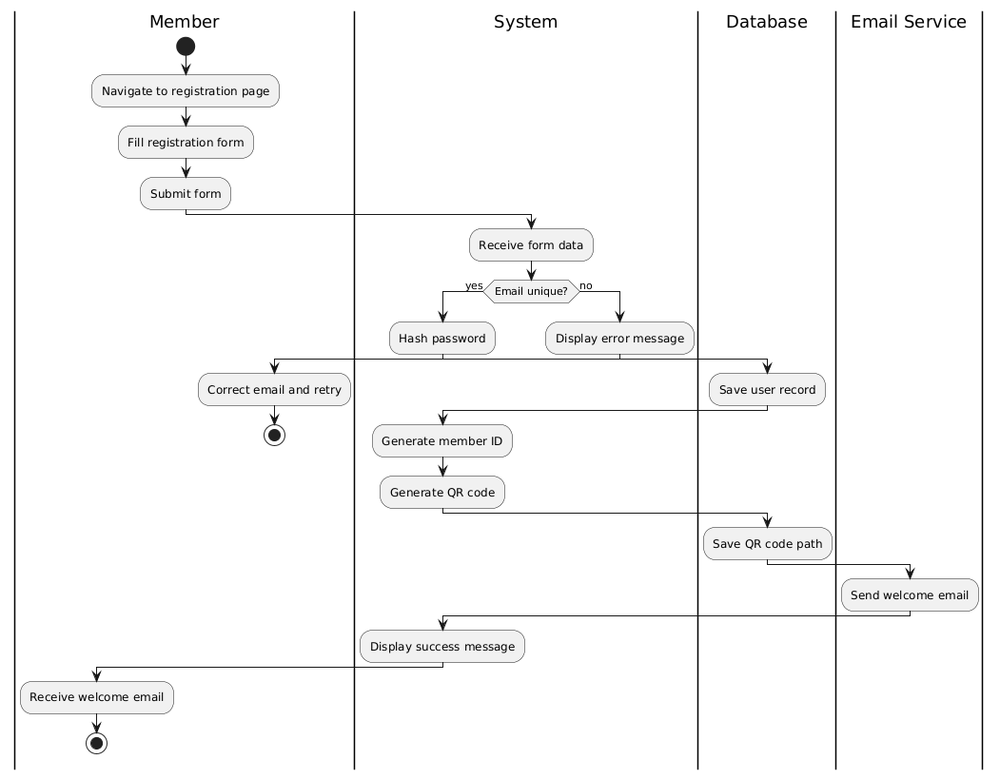 Member
System
Database
Email Service
Navigate to registration page
Fill registration form
Submit form
Receive form data
yes
Email unique?
no
Hash password
Display error message
Correct email and retry
Save user record
Generate member ID
Generate QR code
Save QR code path
Send welcome email
Display success message
Receive welcome email